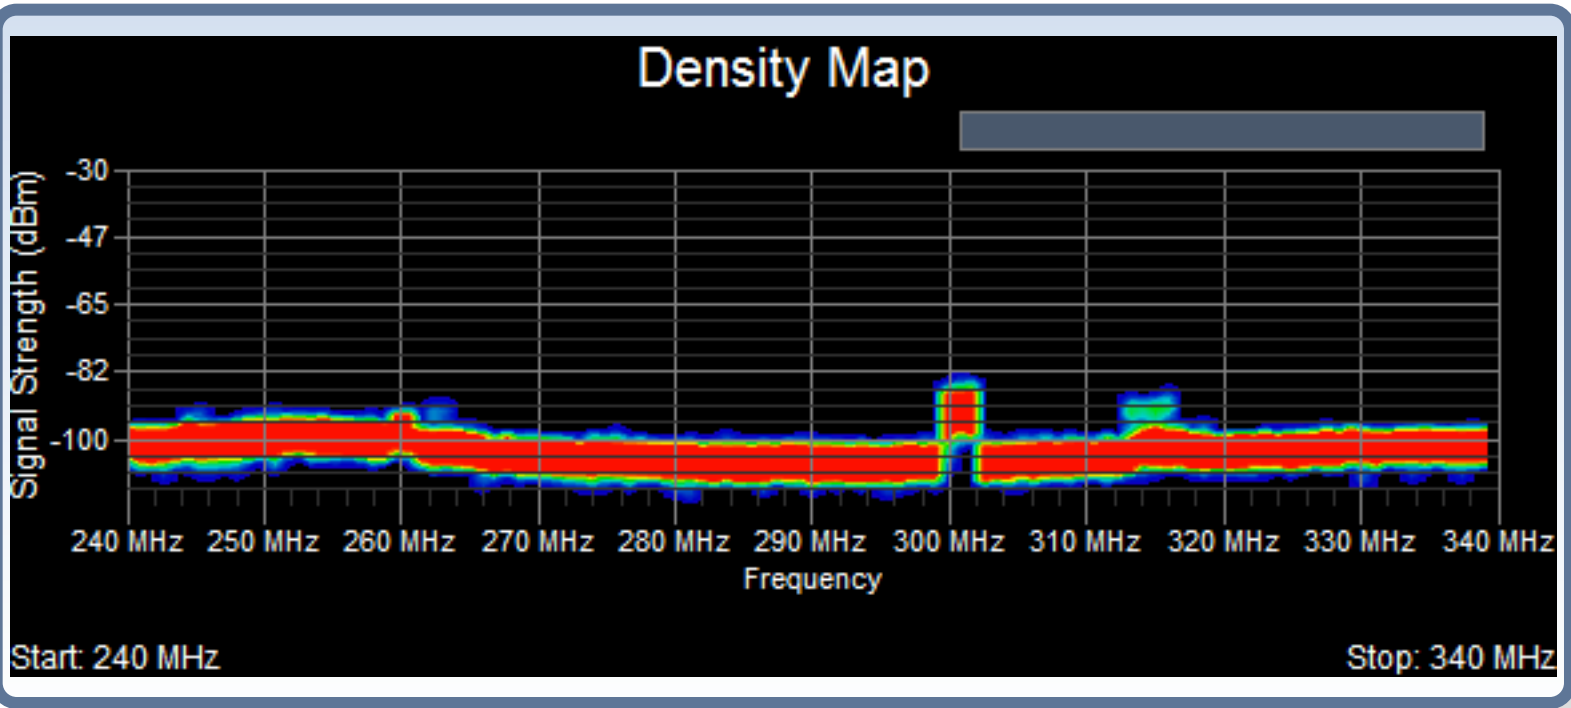 Density Map
Signal Strength (dBm)
-30
-47
-65
-82
-100
240 MHz 250 MHz 260 MHz 270 MHz 280 MHz 290 MHz 300 MHz 310 MHz 320 MHz 330 MHz 340 MHz
Frequency
Start: 240 MHz
Stop: 340 MHz